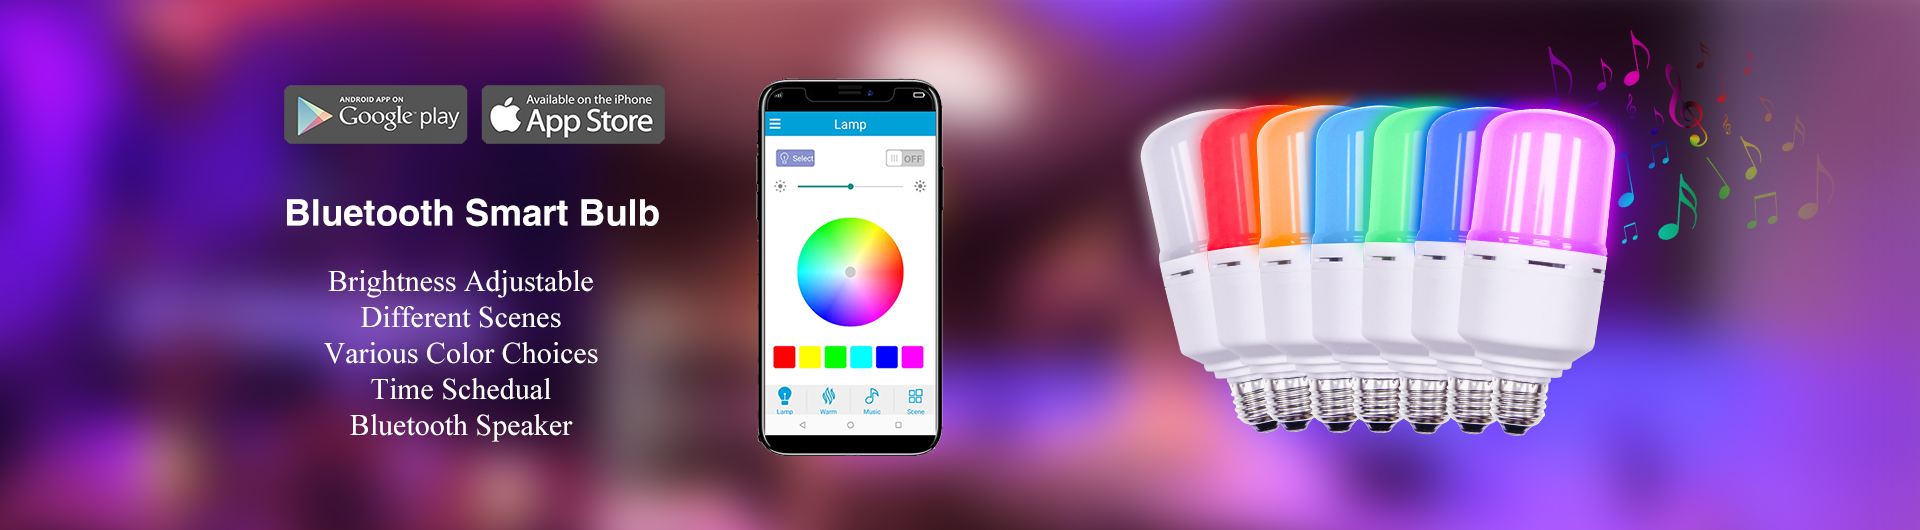 ANDROID APP ON
Google play
Available on the iPhone
App Store
Bluetooth Smart Bulb
Brightness Adjustable
Different Scenes
Various Color Choices
Time Schedual
Bluetooth Speaker
Lamp
Select
OFF
Lamp
Warm
Music
Scene